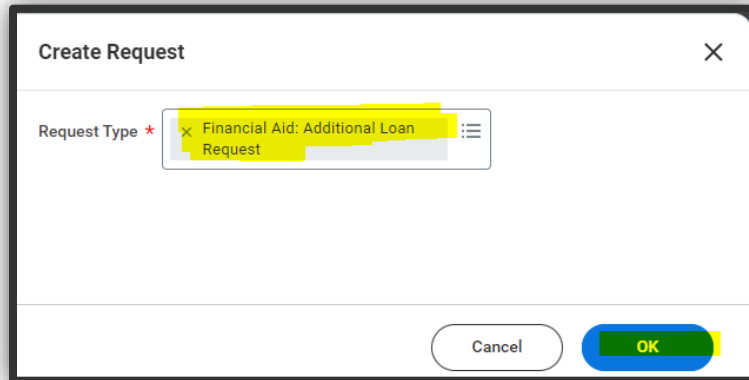 Create Request
Request Type *
Financial Aid: Additional Loan
Request
Cancel
OK